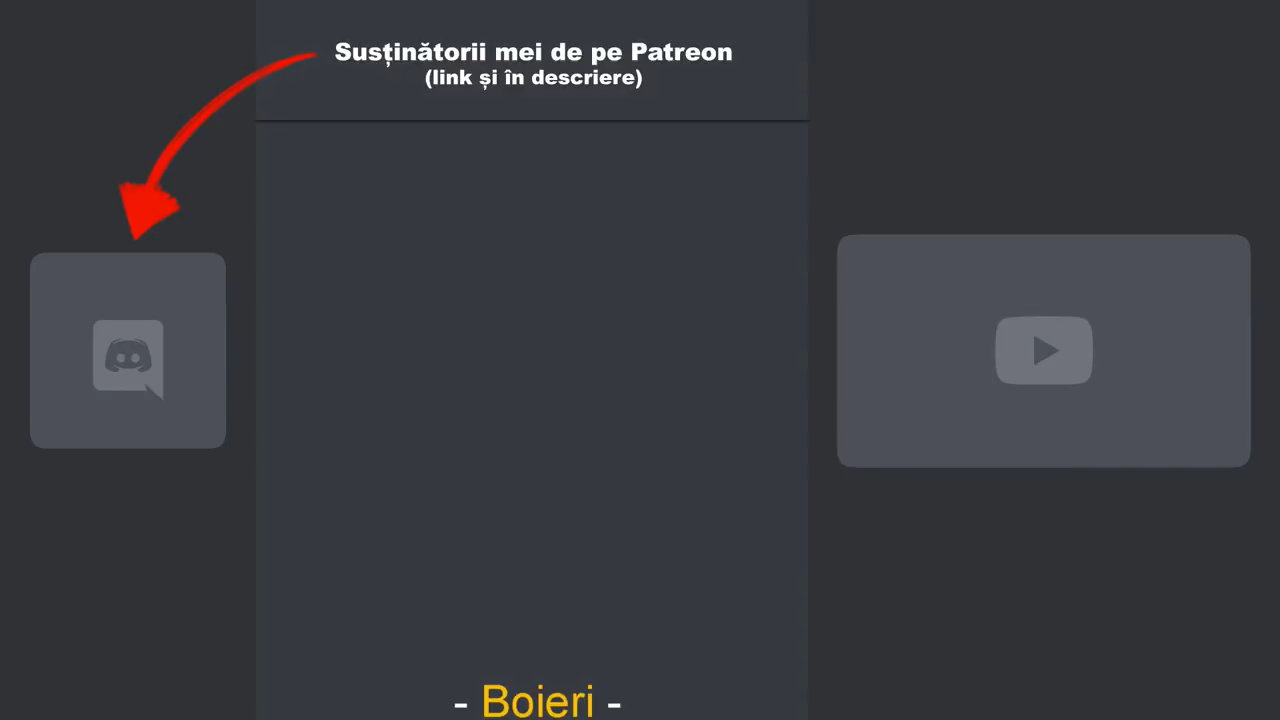 Susținătorii mei de pe Patreon
(link și în descriere)
- Boieri -